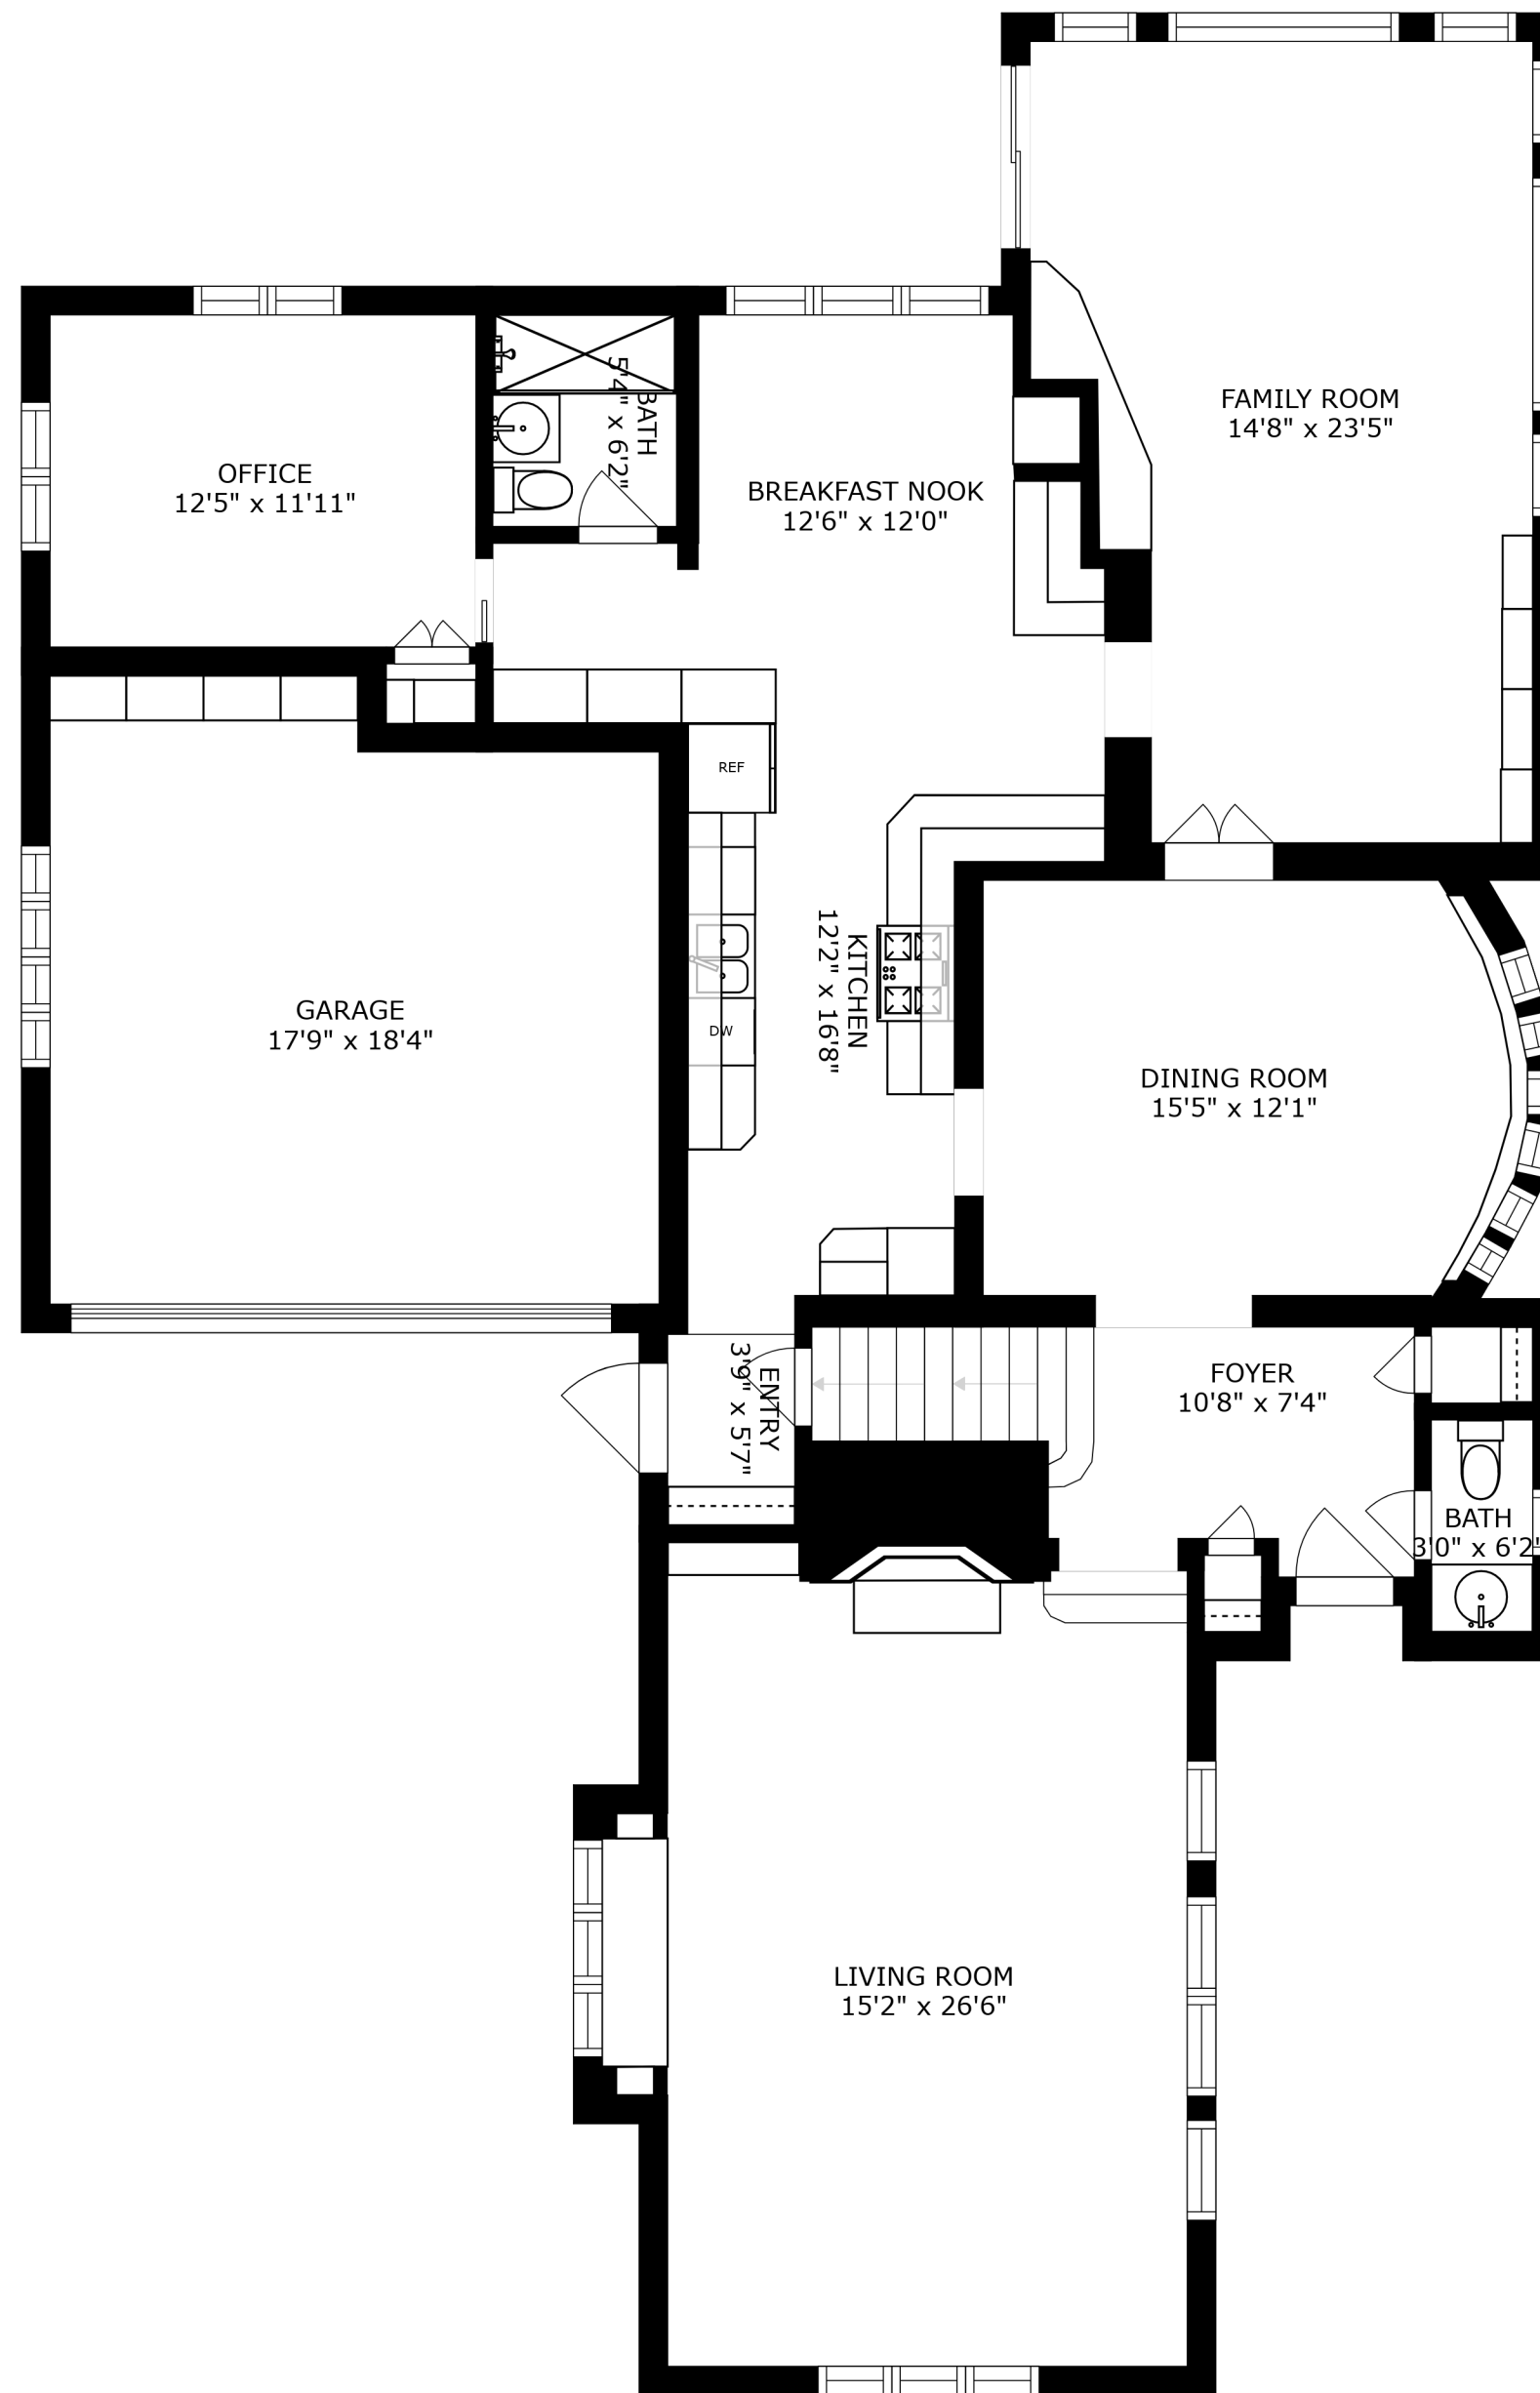 FAMILY ROOM
14'8" x 23'5"
OFFICE
12'5" x 11'11"
BATH
5'4" x 6'2"
BREAKFAST NOOK
12'6" x 12'0"
REF
GARAGE
17'9" x 18'4"
KITCHEN
12'2" x 16'8"
DW
DINING ROOM
15'5" x 12'1"
ENTRY
3'9" x 5'7"
FOYER
10'8" x 7'4"
BATH
3'0" x 6'2"
LIVING ROOM
15'2" x 26'6"